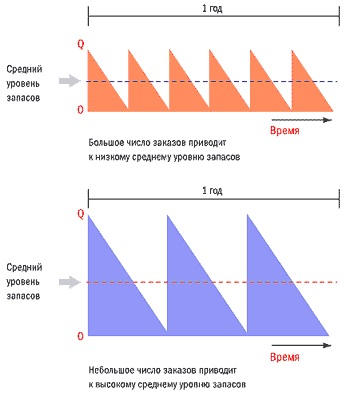 1 год
Q
Средний
уровень
запасов
0
Время
Большое число заказов приводит
к низкому среднему уровню запасов
1 год
Q
Средний
уровень
запасов
0
Время
Небольшое число заказов приводит
к высокому среднему уровню запасов